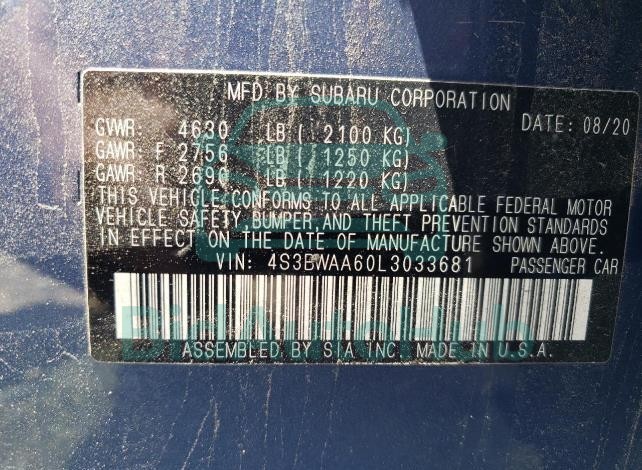 MFD BY SUBARU CORPORATION
GVWR: 4630 LB ( 2100 KG) DATE: 08/20
GAWR: F 2756 LB ( 1250 KG)
GAWR: R 2690 LB ( 1220 KG)
THIS VEHICLE CONFORMS TO ALL APPLICABLE FEDERAL MOTOR
VEHICLE SAFETY,BUMPER,AND THEFT PREVENTION STANDARDS
IN EFFECT ON THE DATE OF MANUFACTURE SHOWN ABOVE.
VIN: 4S3BWAA60L3033681 PASSENGER CAR
BidAutoHub
ASSEMBLED BY SIA INC. MADE IN U.S.A.